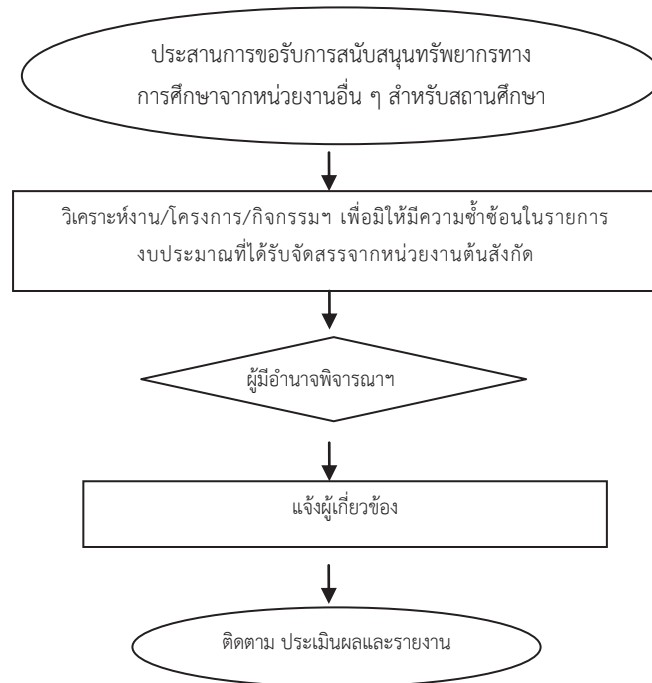 ประสานการขอรับการสนับสนุนทรัพยากรทาง
การศึกษาจากหน่วยงานอื่น ๆ สำหรับสถานศึกษา
วิเคราะห์งาน/โครงการ/กิจกรรมฯ เพื่อมิให้มีความซ้ำซ้อนในรายการ
งบประมาณที่ได้รับจัดสรรจากหน่วยงานต้นสังกัด
ผู้มีอำนาจพิจารณาฯ
แจ้งผู้เกี่ยวข้อง
ติดตาม ประเมินผลและรายงาน